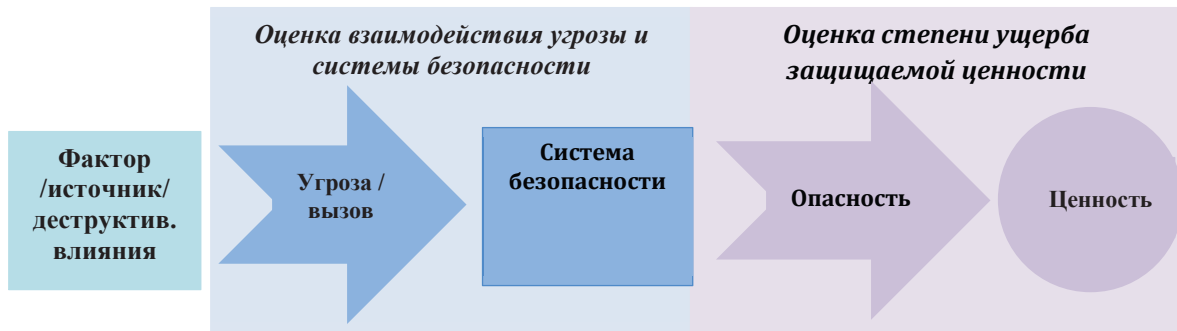 Оценка взаимодействия угрозы и
системы безопасности
Оценка степени ущерба
защищаемой ценности
Фактор
/источник/
деструктив.
влияния
Угроза /
вызов
Система
безопасности
Опасность
Ценность